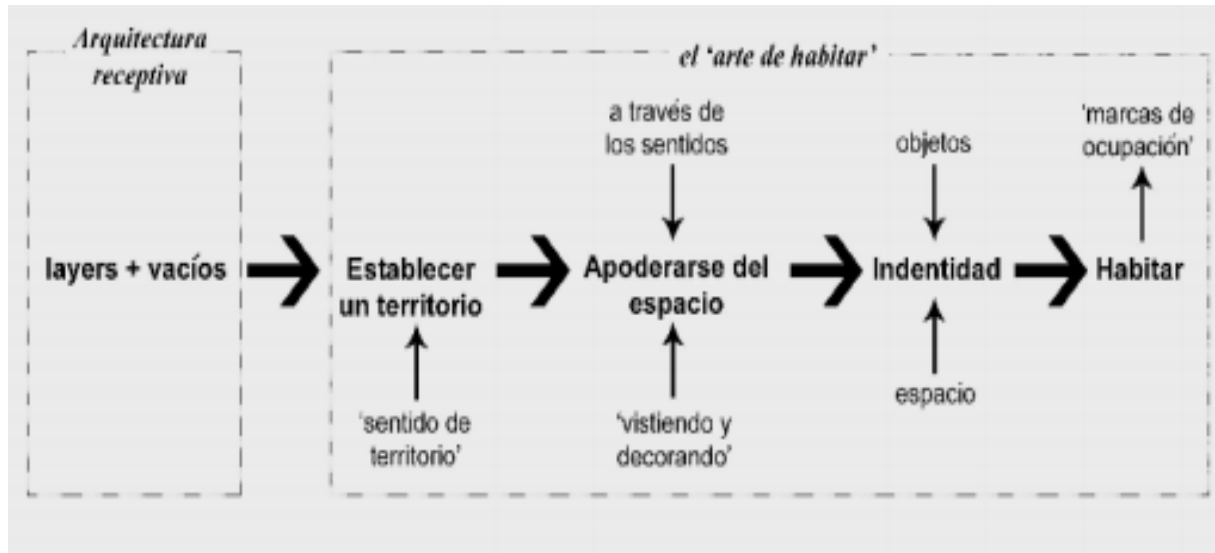 Arquitectura
receptiva
el ‘arte de habitar’
a través de
los sentidos
objetos
‘marcas de
ocupación’
layers + vacíos
Establecer
un territorio
Apoderarse del
espacio
Indentidad
Habitar
‘sentido de
territorio’
‘vistiendo y
decorando’
espacio